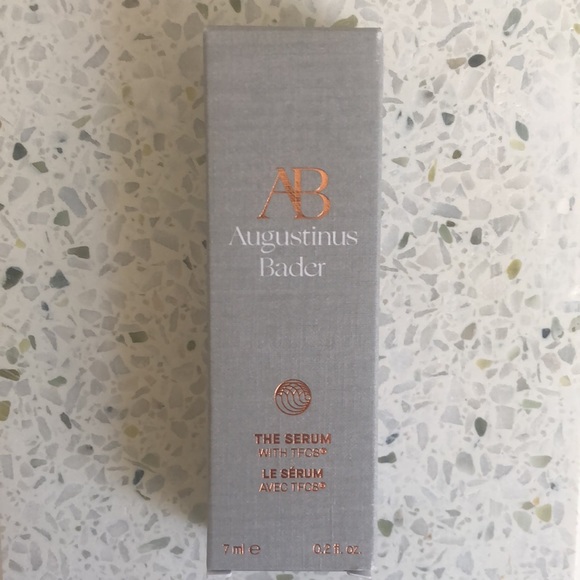 AB
Augustinus
Bader
THE SERUM
WITH TFC8®
LE SÉRUM
AVEC TFC8®
7 ml e 0,2 fl. oz.